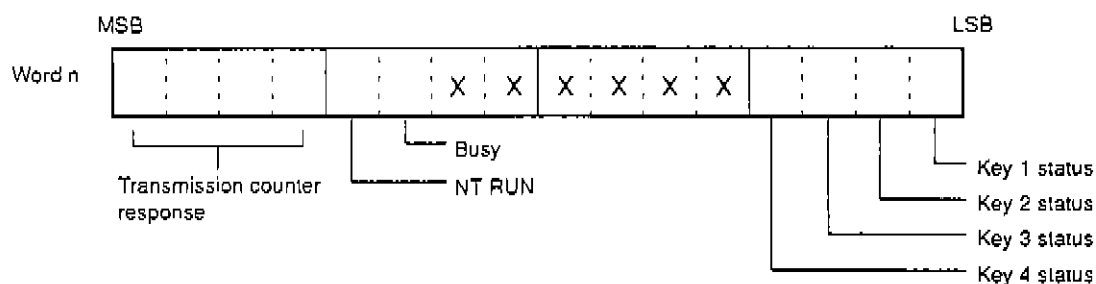 MSB
LSB
Word n
X X X X X X
Busy
NT RUN
Transmission counter
response
Key 1 status
Key 2 status
Key 3 status
Key 4 status